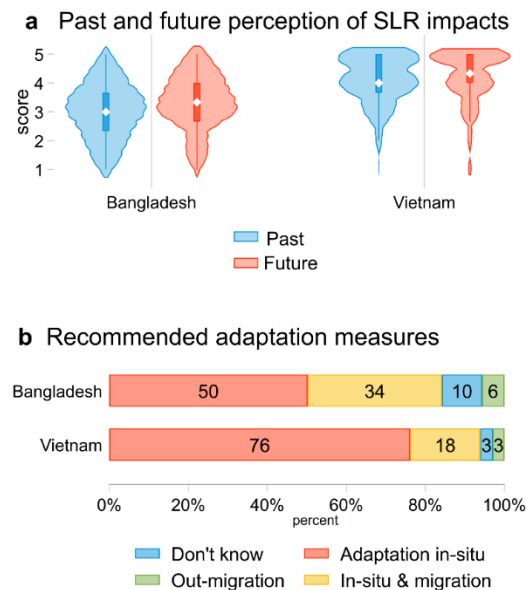 a Past and future perception of SLR impacts
score
5
4
3
2
1
Bangladesh
Vietnam
Past
Future
b Recommended adaptation measures
Bangladesh 50 34 10 6
Vietnam 76 18 3 3
0% 20% 40% 60% 80% 100%
percent
Don't know Adaptation in-situ
Out-migration In-situ & migration